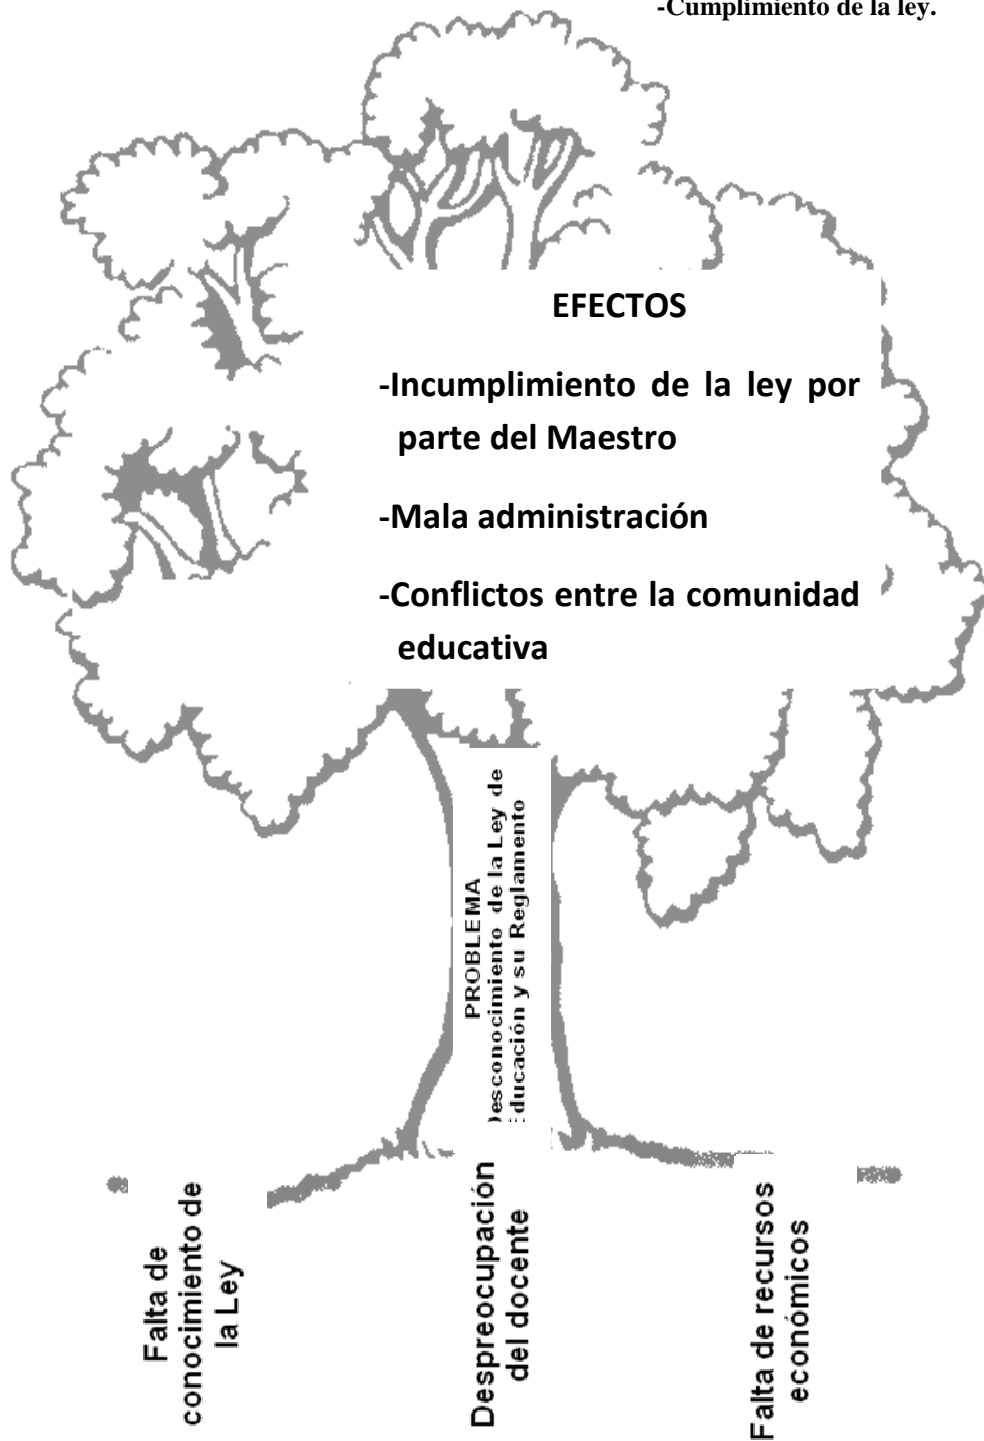 -Cumplimiento de la ley.
EFECTOS
-Incumplimiento de la ley por
parte del Maestro
-Mala administración
-Conflictos entre la comunidad
educativa
PROBLEMA
Desconocimiento de la Ley de
Educación y su Reglamento
Falta de
conocimiento de
la Ley
Despreocupación
del docente
Falta de recursos
económicos